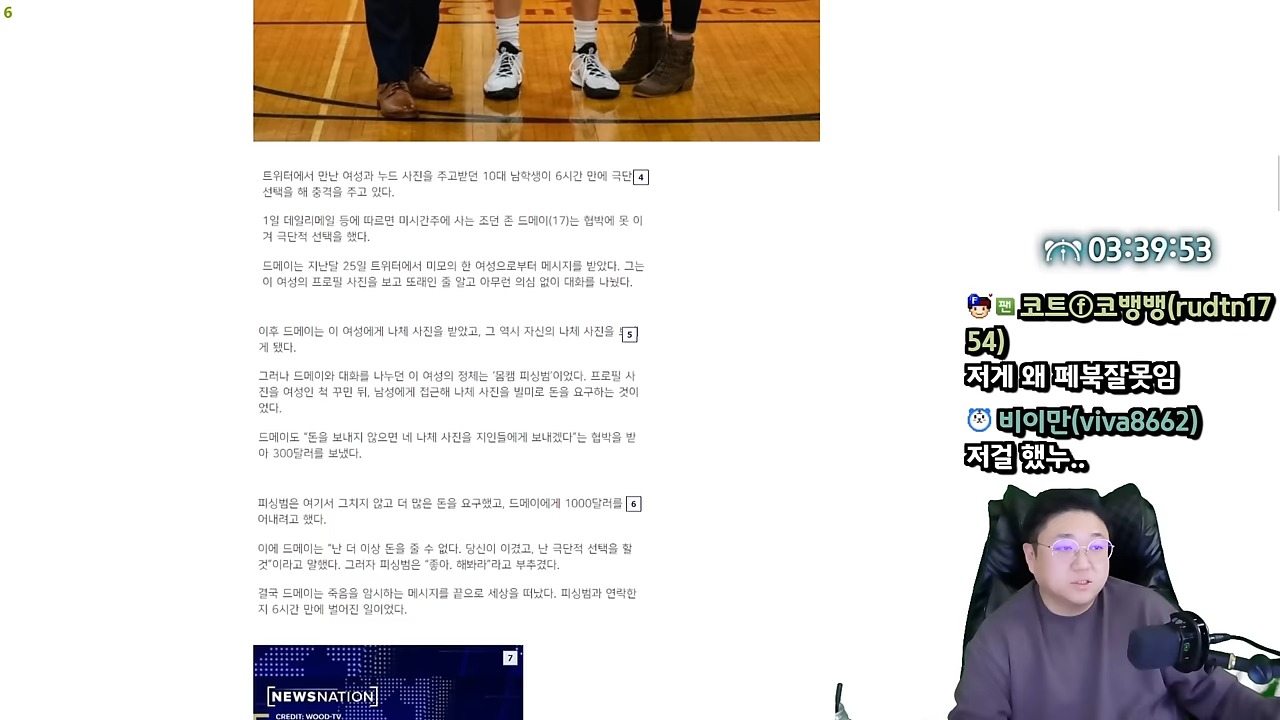 6
트위터에서 만난 여성과 누드 사진을 주고받던 10대 남학생이 6시간 만에 극단 4
선택을 해 충격을 주고 있다.
1일 데일리메일 등에 따르면 미시간주에 사는 조던 존 드메이(17)는 협박에 못 이
겨 극단적 선택을 했다.
드메이는 지난달 25일 트위터에서 미모의 한 여성으로부터 메시지를 받았다. 그는
이 여성의 프로필 사진을 보고 또래인 줄 알고 아무런 의심 없이 대화를 나눴다.
이후 드메이는 이 여성에게 나체 사진을 받았고, 그 역시 자신의 나체 사진을 5
게 됐다.
그러나 드메이와 대화를 나누던 이 여성의 정체는 '몸캠 피싱범'이었다. 프로필 사
진을 여성인 척 꾸민 뒤, 남성에게 접근해 나체 사진을 빌미로 돈을 요구하는 것이
었다.
드메이도 "돈을 보내지 않으면 네 나체 사진을 지인들에게 보내겠다"는 협박을 받
아 300달러를 보냈다.
피싱범은 여기서 그치지 않고 더 많은 돈을 요구했고, 드메이에게 1000달러를 6
어내려고 했다.
이에 드메이는 "난 더 이상 돈을 줄 수 없다. 당신이 이겼고, 난 극단적 선택을 할
것"이라고 말했다. 그러자 피싱범은 "좋아. 해봐라"라고 부추겼다.
결국 드메이는 죽음을 암시하는 메시지를 끝으로 세상을 떠났다. 피싱범과 연락한
지 6시간 만에 벌어진 일이었다.
7
[NEWSNATION]
CREDIT: WOOD-TV
03:39:53
팬 코트ⓕ코뱅뱅(rudtn17
54)
저게 왜 페북잘못임
비이만(viva8662)
저걸 했누..